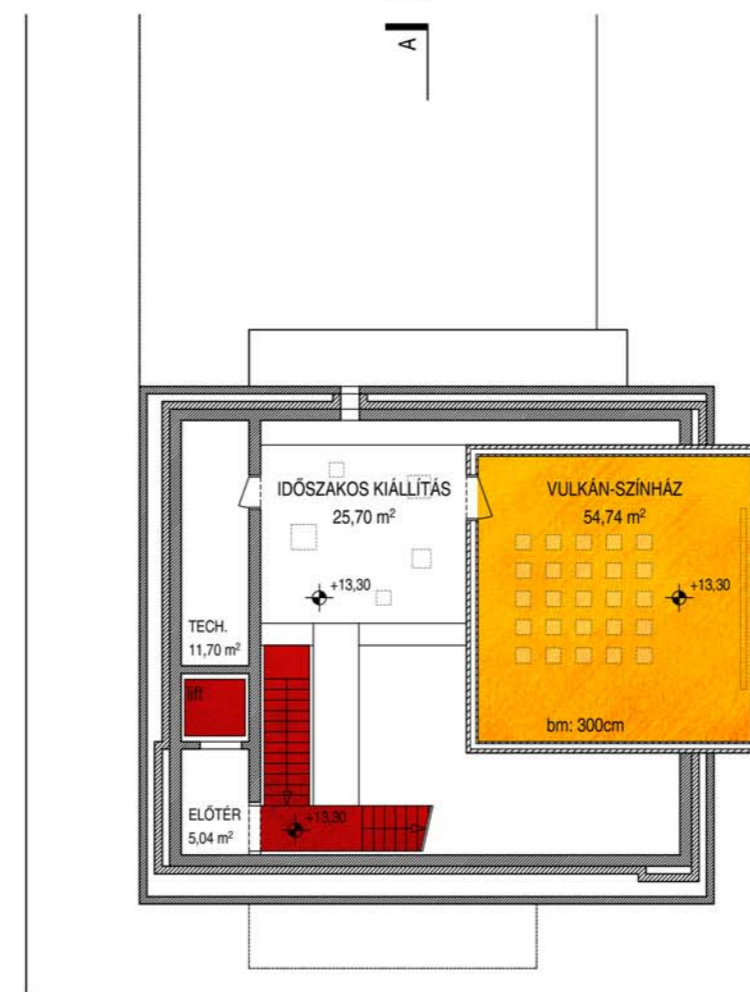 A
IDŐSZAKOS KIÁLLÍTÁS
25,70 m²
VULKÁN-SZÍNHÁZ
54,74 m²
+13,30
+13,30
TECH.
11,70 m²
lift
bm: 300cm
ELŐTÉR
5,04 m²
+13,30